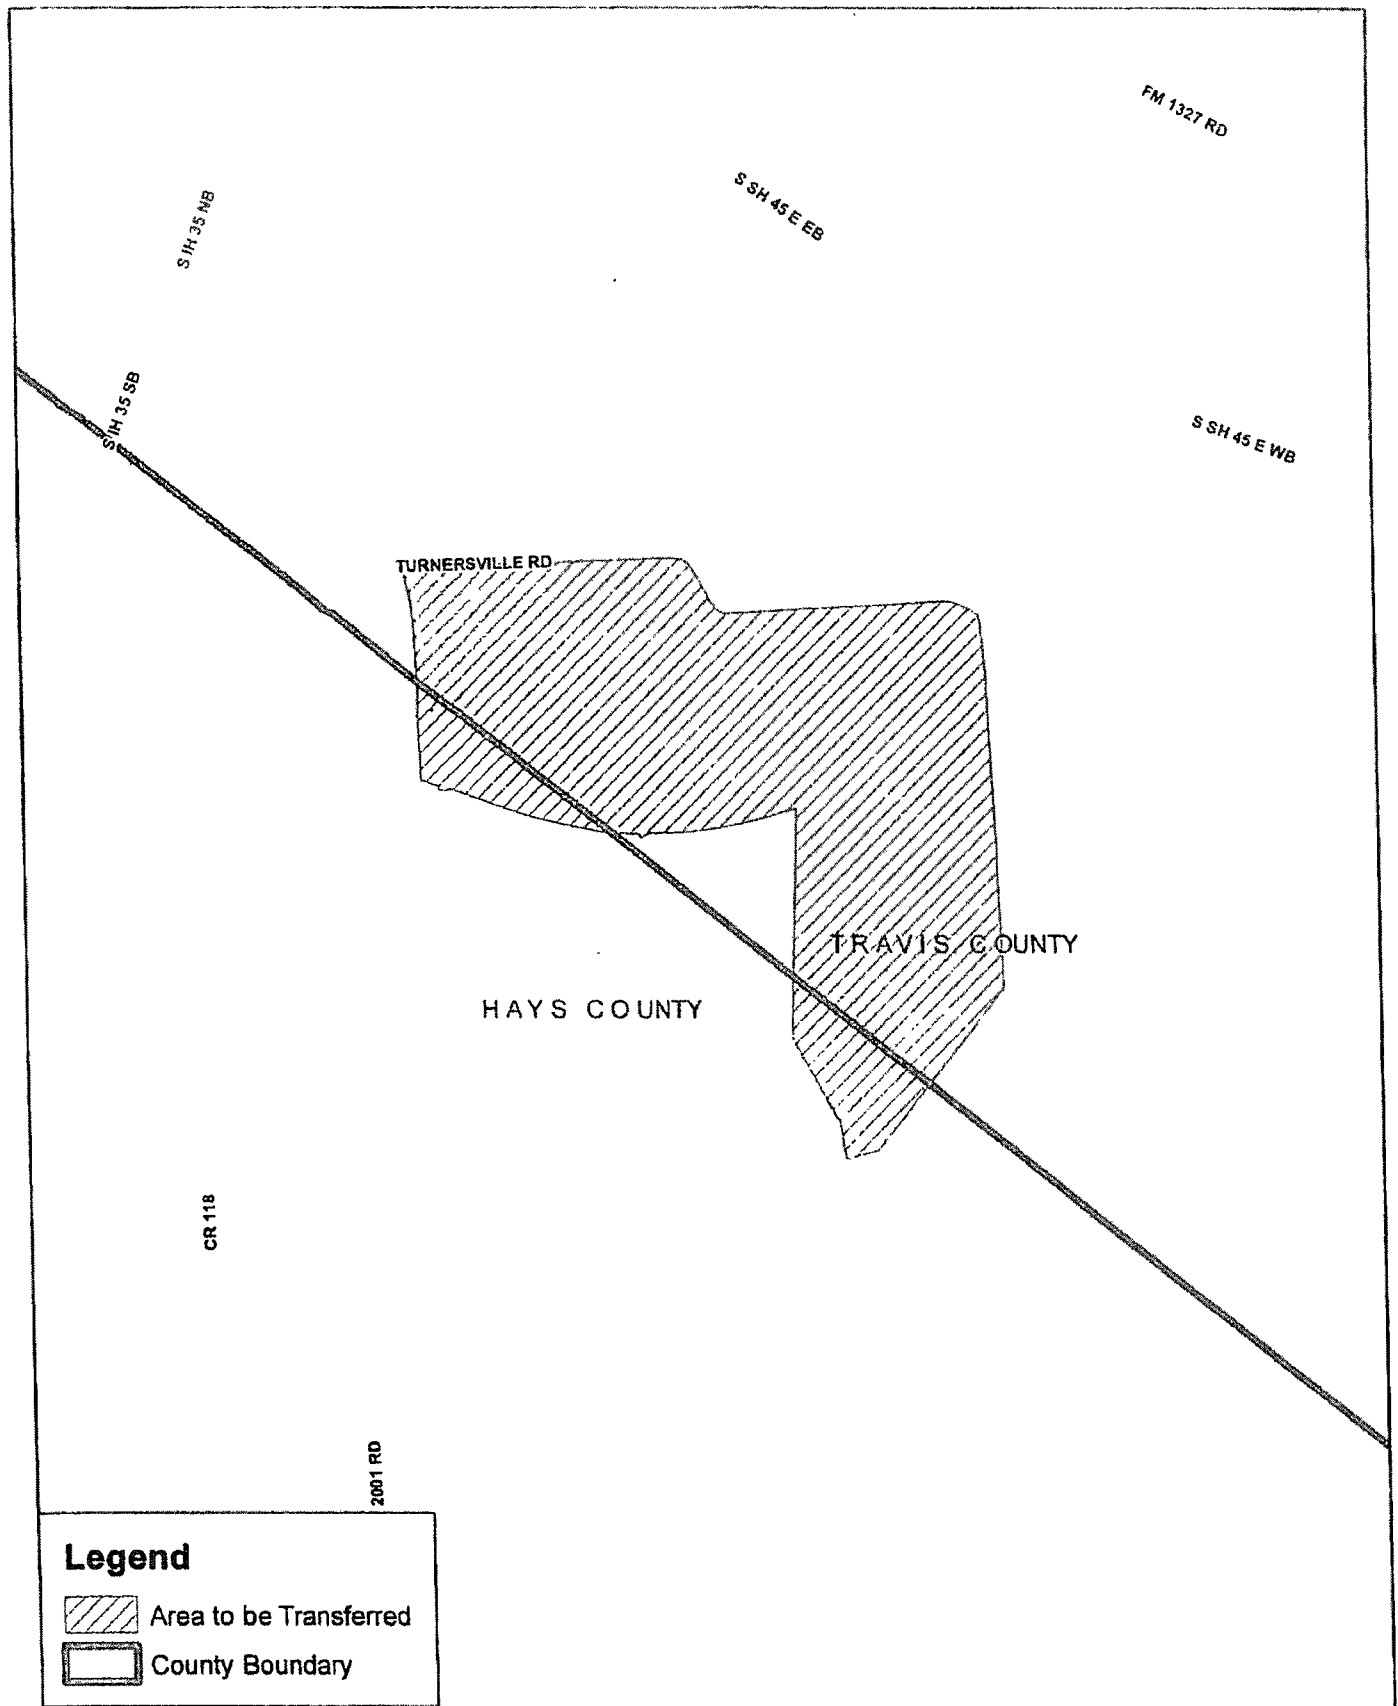 FM 1327 RD
S SH 45 E EB
S IH 35 NB
S IH 35 SB
S SH 45 E WB
TURNERSVILLE RD
TRAVIS COUNTY
HAYS COUNTY
CR 118
2001 RD
Legend
Area to be Transferred
County Boundary